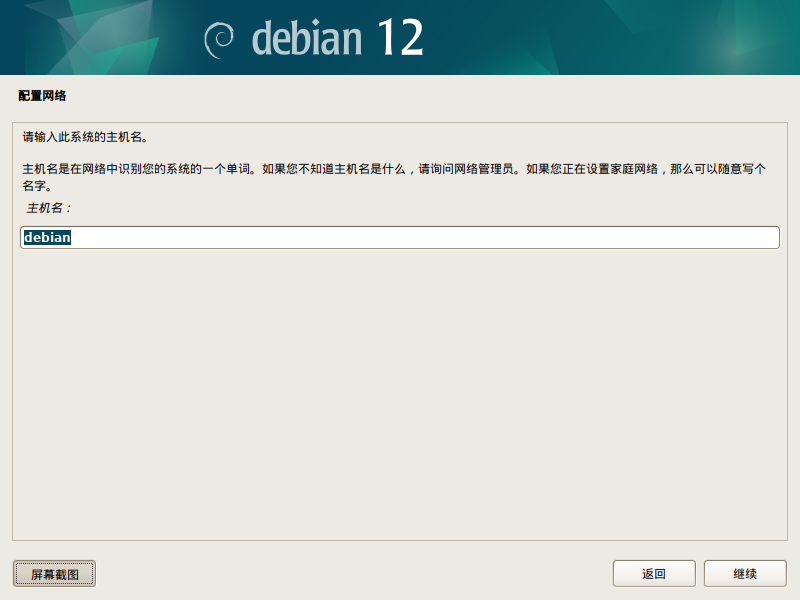 debian 12
配置网络
请输入此系统的主机名。
主机名是在网络中识别您的系统的一个单词。如果您不知道主机名是什么，请询问网络管理员。如果您正在设置家庭网络，那么可以随意写个
名字。
主机名：
debian
屏幕截图
返回
继续